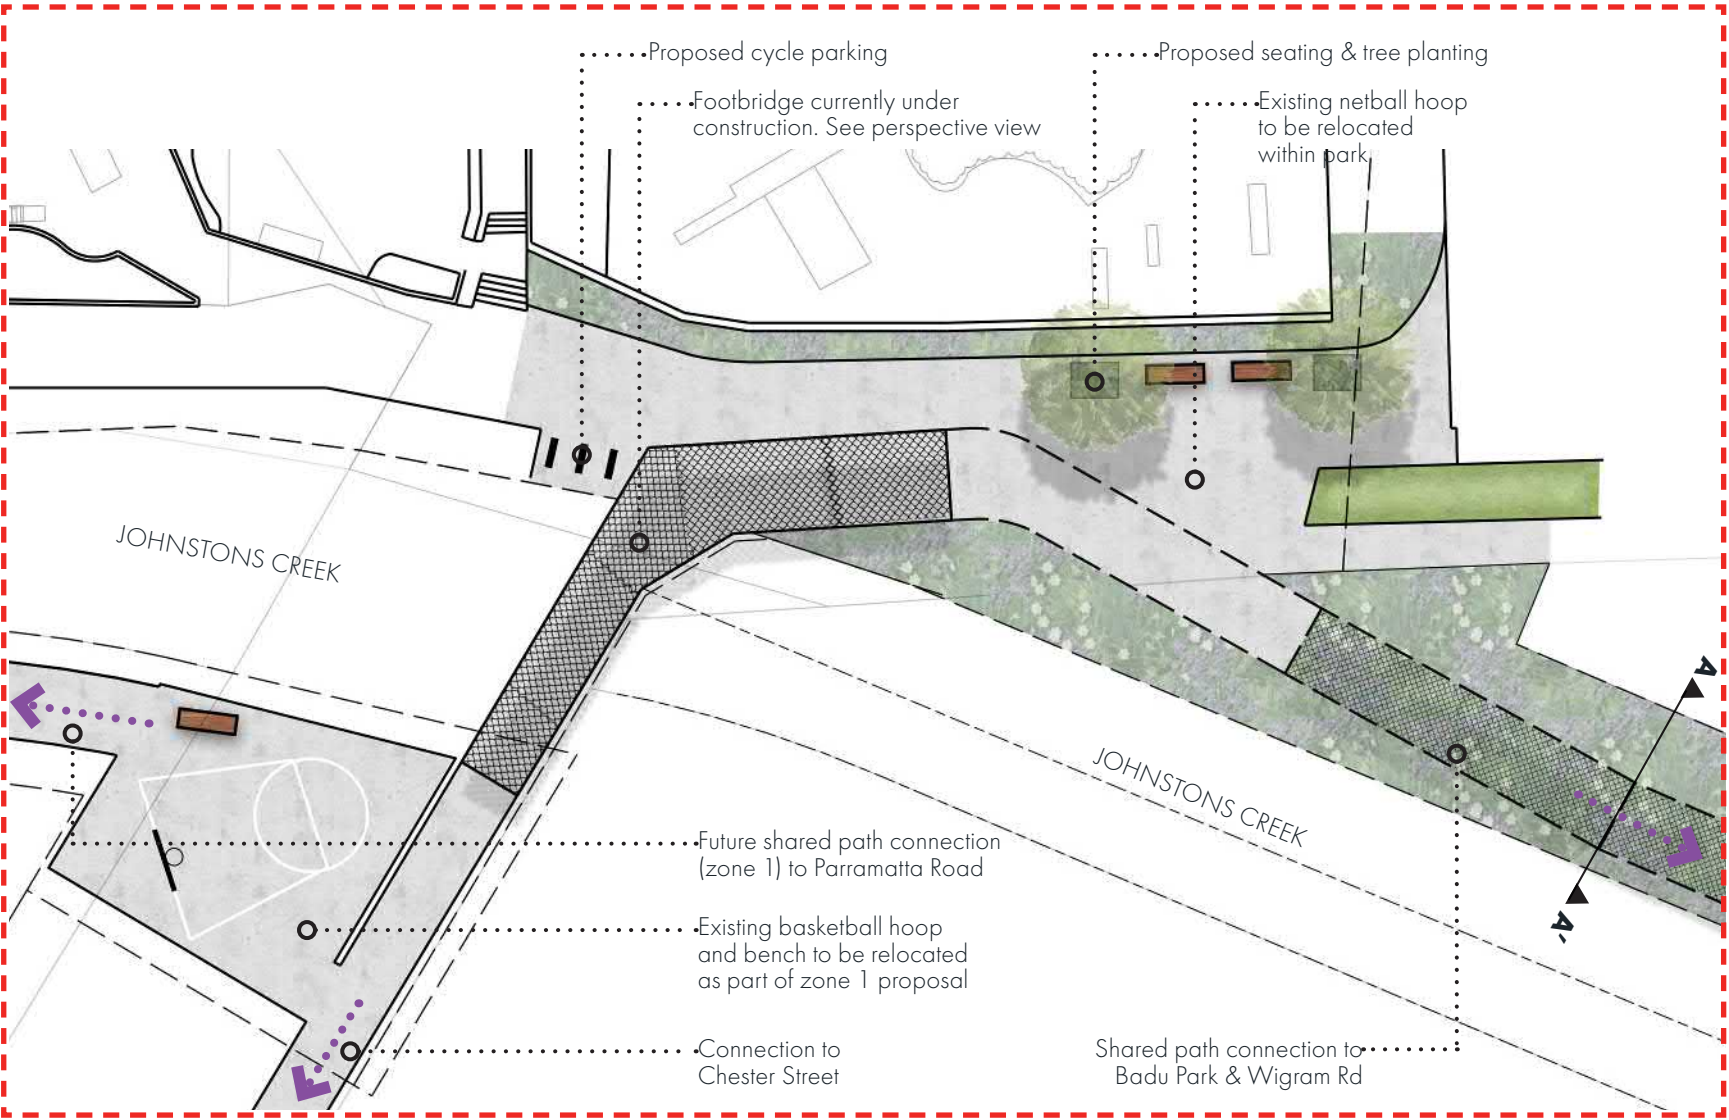 Proposed cycle parking
Proposed seating & tree planting
Footbridge currently under
construction. See perspective view
Existing netball hoop
to be relocated
within park
JOHNSTONS CREEK
A
JOHNSTONS CREEK
A'
Future shared path connection
(zone 1) to Parramatta Road
Existing basketball hoop
and bench to be relocated
as part of zone 1 proposal
Connection to
Chester Street
Shared path connection to
Badu Park & Wigram Rd